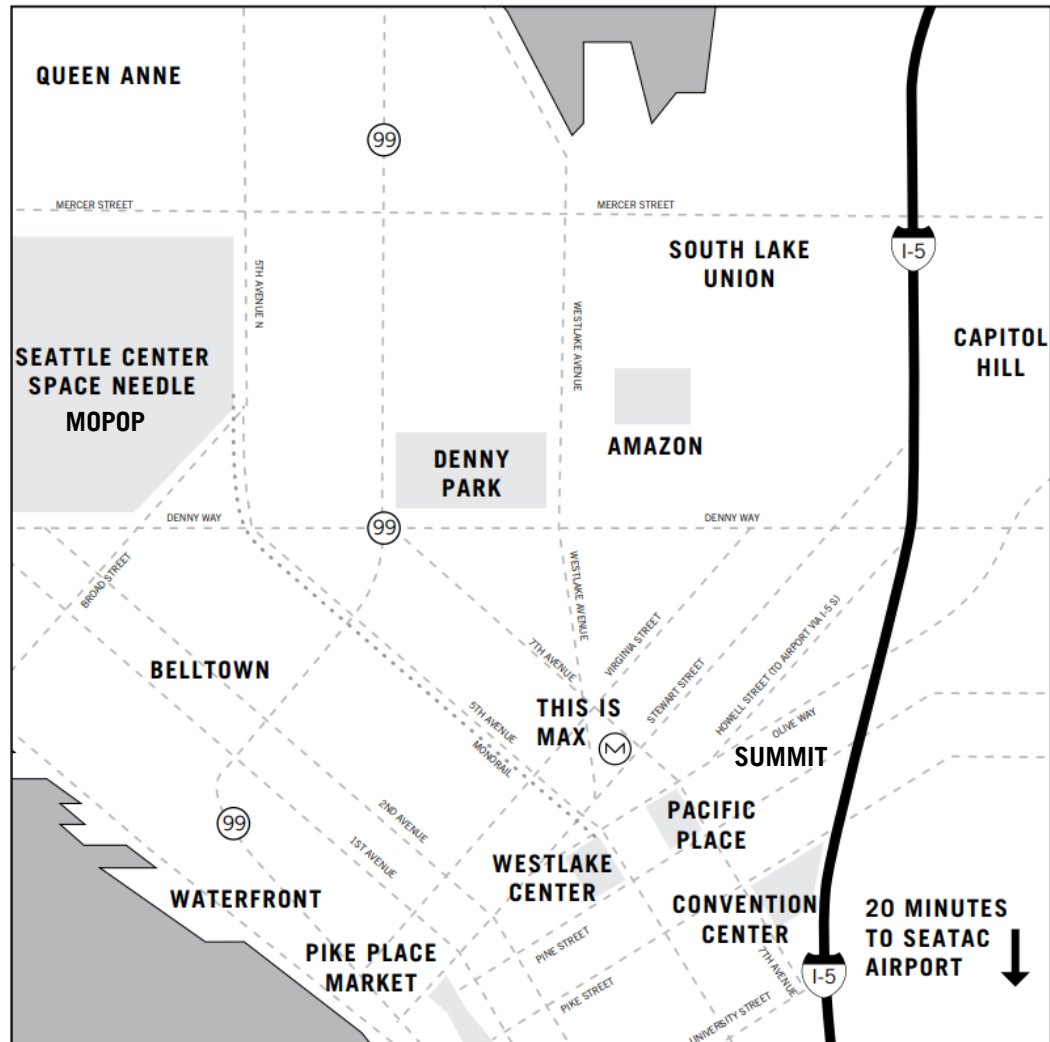 QUEEN ANNE
99
MERCER STREET
MERCER STREET
SOUTH LAKE
UNION
I-5
5TH AVENUE N
WESTLAKE AVENUE
CAPITOL
HILL
SEATTLE CENTER
SPACE NEEDLE
MOPOP
AMAZON
DENNY
PARK
DENNY WAY
99
DENNY WAY
BROAD STREET
WESTLAKE AVENUE
7TH AVENUE
VIRGINIA STREET
STEWART STREET
HOWELL STREET (TO AIRPORT VIA I-5 S)
OLIVE WAY
BELLTOWN
5TH AVENUE
MONORAIL
THIS IS
MAX
M
SUMMIT
99
2ND AVENUE
1ST AVENUE
PACIFIC
PLACE
WESTLAKE
CENTER
WATERFRONT
CONVENTION
CENTER
20 MINUTES
TO SEATAC
AIRPORT
PIKE PLACE
MARKET
PINE STREET
PIKE STREET
7TH AVENUE
I-5
UNIVERSITY STREET